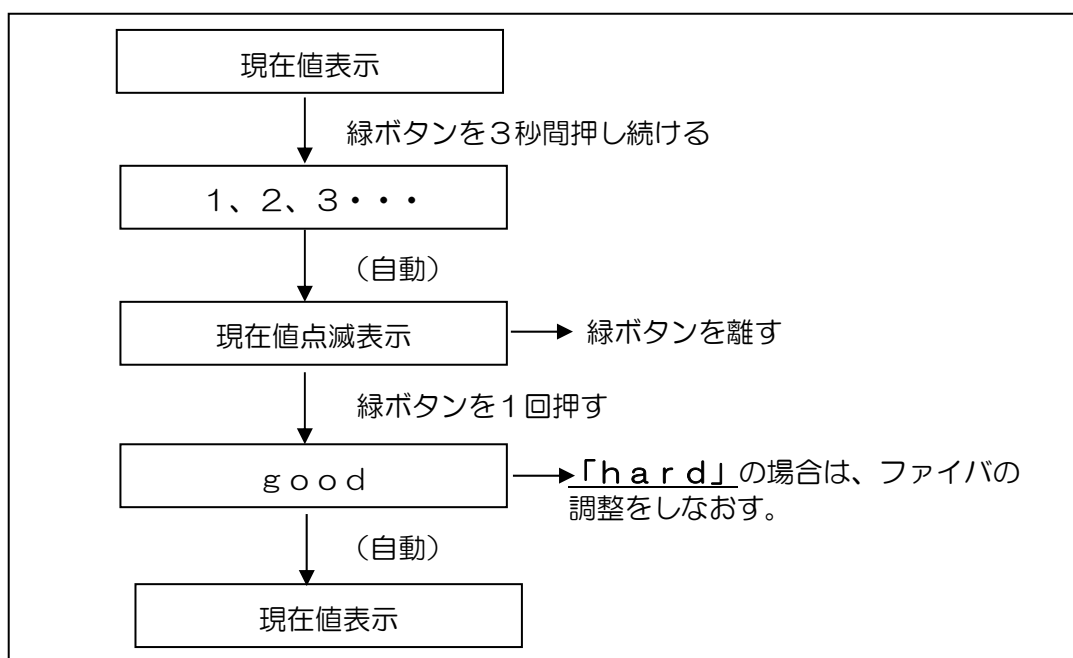 現在値表示
緑ボタンを３秒間押し続ける
１、２、３・・・
（自動）
現在値点滅表示
緑ボタンを離す
緑ボタンを１回押す
ｇｏｏｄ
「ｈａｒｄ」の場合は、ファイバの
調整をしなおす。
（自動）
現在値表示